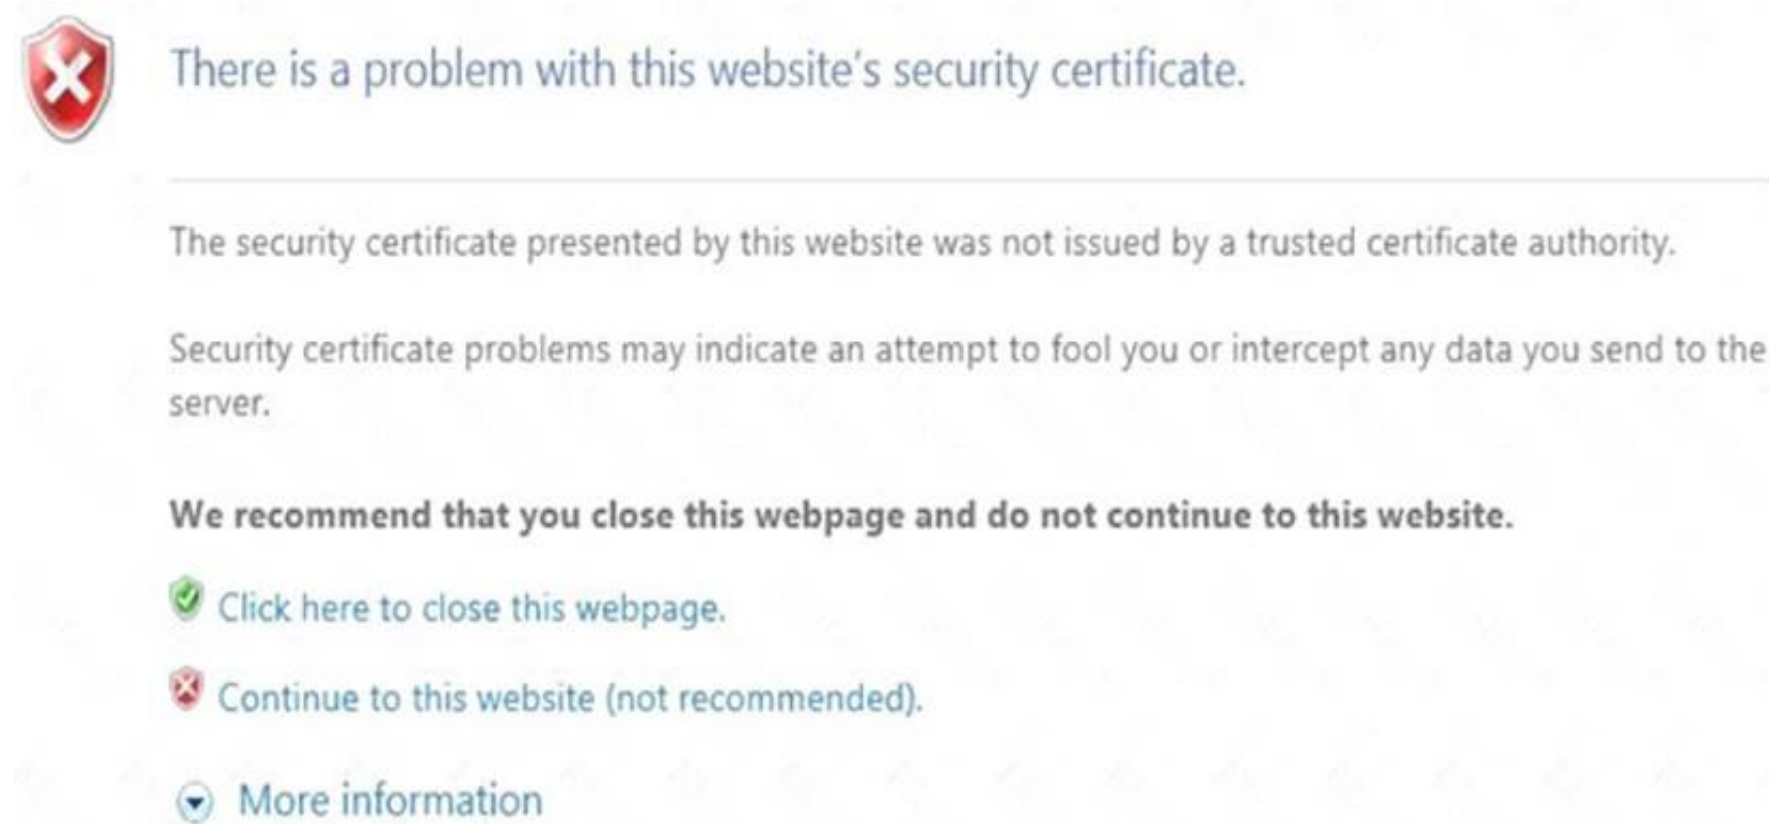 There is a problem with this website's security certificate.
The security certificate presented by this website was not issued by a trusted certificate authority.
Security certificate problems may indicate an attempt to fool you or intercept any data you send to the
server.
We recommend that you close this webpage and do not continue to this website.
Click here to close this webpage.
Continue to this website (not recommended).
More information